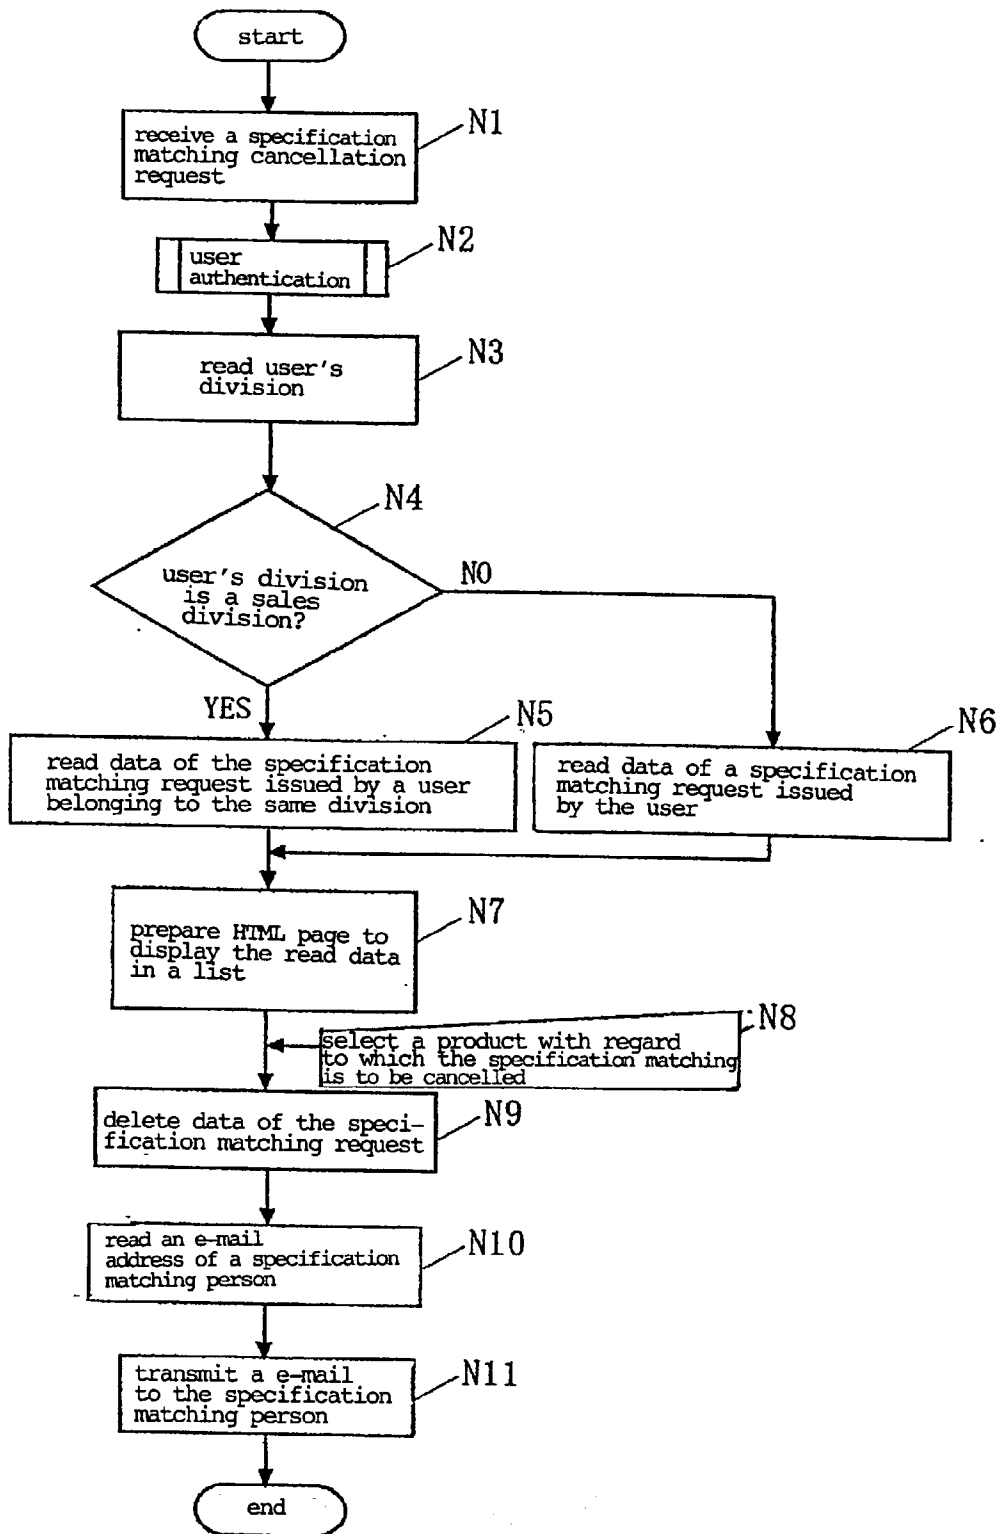 start
N1
receive a specification
matching cancellation
request
N2
user
authentication
N3
read user's
division
N4
user's division
is a sales
division?
NO
YES
N5
read data of the specification
matching request issued by a user
belonging to the same division
N6
read data of a specification
matching request issued
by the user
N7
prepare HTML page to
display the read data
in a list
N8
select a product with regard
to which the specification matching
is to be cancelled
N9
delete data of the speci-
fication matching request
N10
read an e-mail
address of a specification
matching person
N11
transmit a e-mail
to the specification
matching person
end